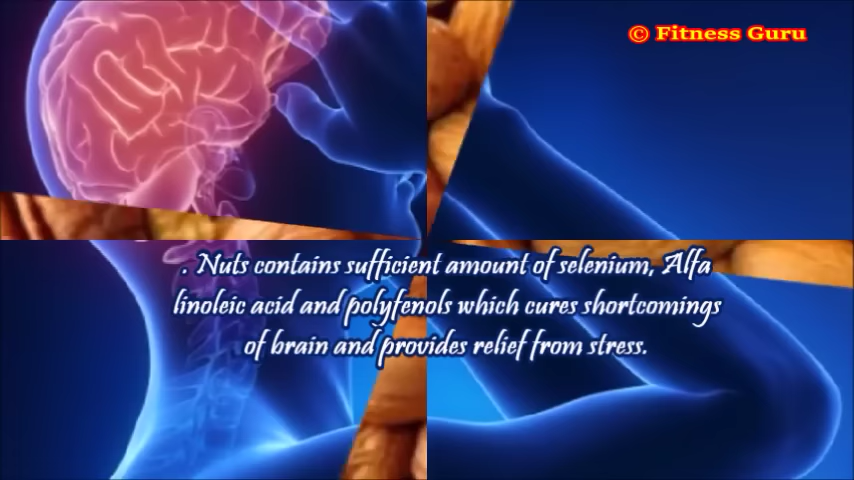 © Fitness Guru
. Nuts contains sufficient amount of selenium, Alfa
linoleic acid and polyfenols which cures shortcomings
of brain and provides relief from stress.